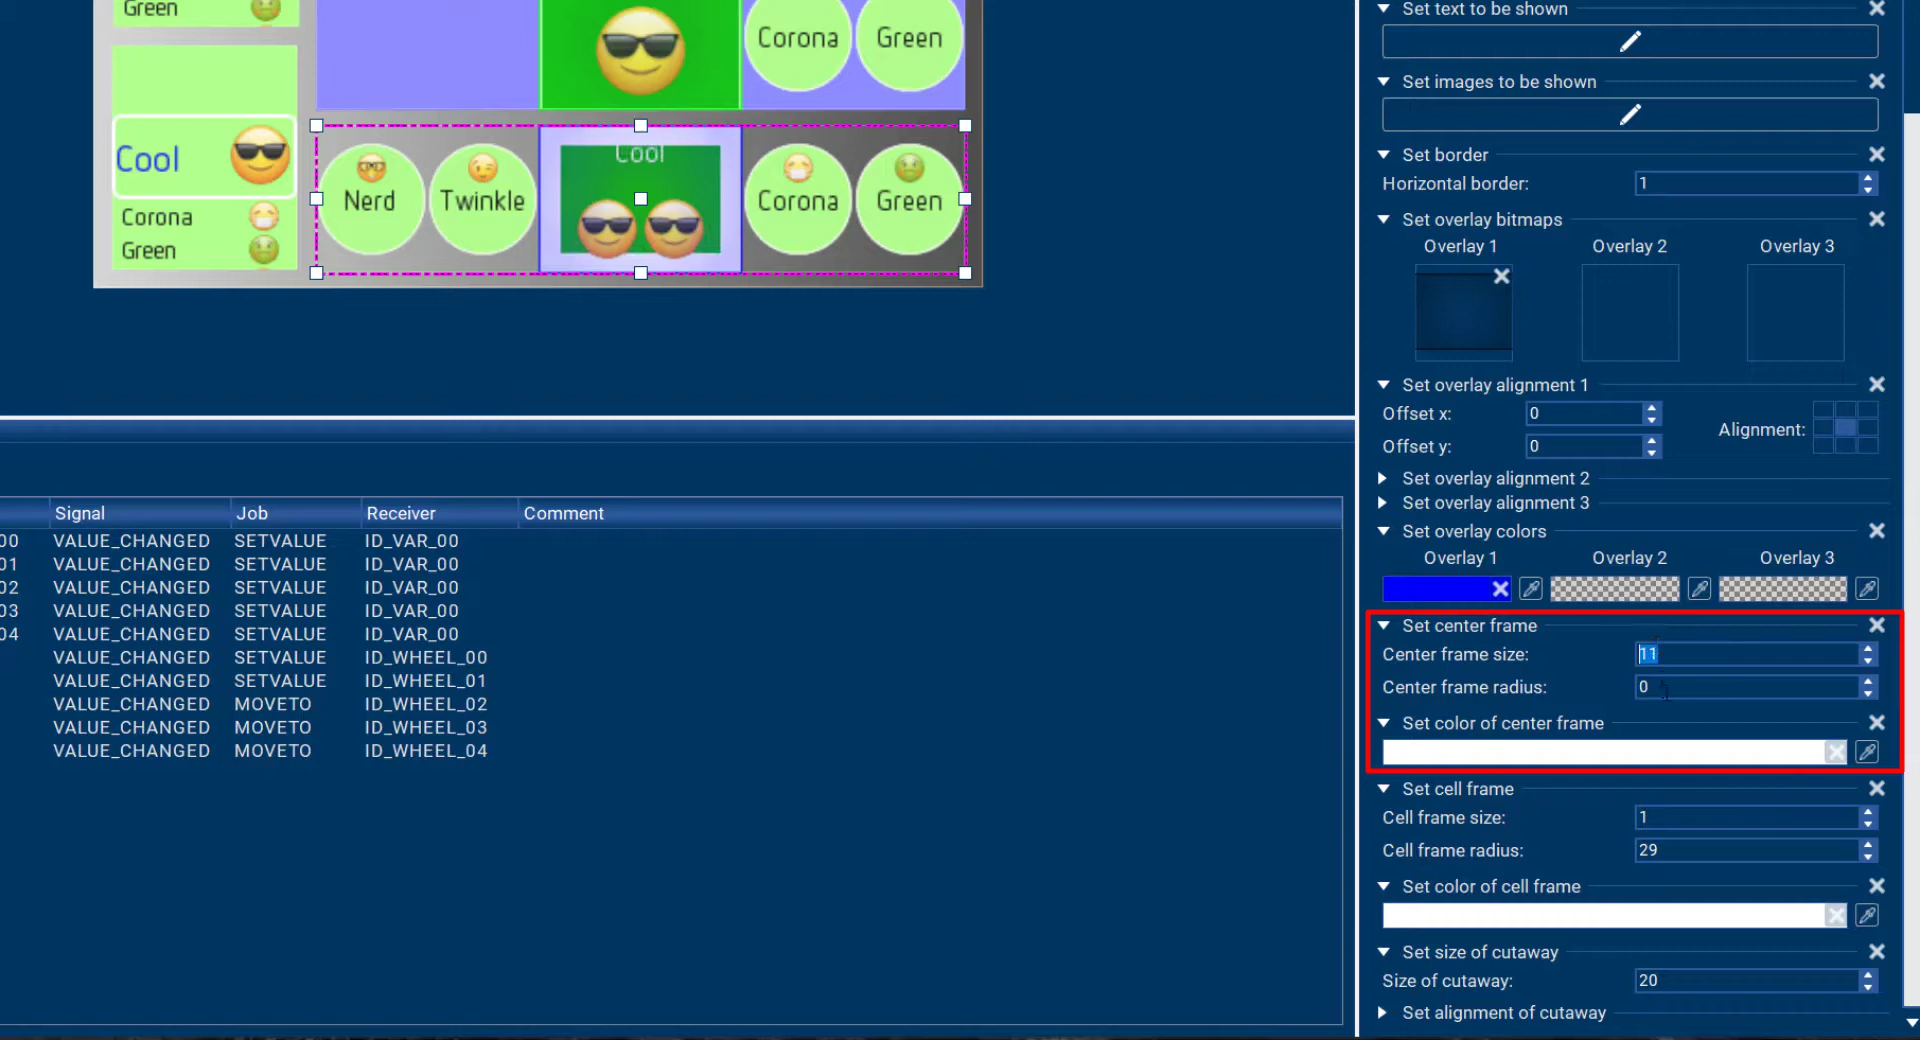 Green
Corona Green
Cool
Corona
Green
Nerd Twinkle Cool Corona Green
Signal Job Receiver Comment
00 VALUE_CHANGED SETVALUE ID_VAR_00
01 VALUE_CHANGED SETVALUE ID_VAR_00
02 VALUE_CHANGED SETVALUE ID_VAR_00
03 VALUE_CHANGED SETVALUE ID_VAR_00
04 VALUE_CHANGED SETVALUE ID_VAR_00
VALUE_CHANGED SETVALUE ID_WHEEL_00
VALUE_CHANGED SETVALUE ID_WHEEL_01
VALUE_CHANGED MOVETO ID_WHEEL_02
VALUE_CHANGED MOVETO ID_WHEEL_03
VALUE_CHANGED MOVETO ID_WHEEL_04
Set text to be shown
Set images to be shown
Set border
Horizontal border: 1
Set overlay bitmaps
Overlay 1 Overlay 2 Overlay 3
Set overlay alignment 1
Offset x: 0
Alignment:
Offset y: 0
Set overlay alignment 2
Set overlay alignment 3
Set overlay colors
Overlay 1 Overlay 2 Overlay 3
Set center frame
Center frame size: 11
Center frame radius: 0
Set color of center frame
Set cell frame
Cell frame size: 1
Cell frame radius: 29
Set color of cell frame
Set size of cutaway
Size of cutaway: 20
Set alignment of cutaway